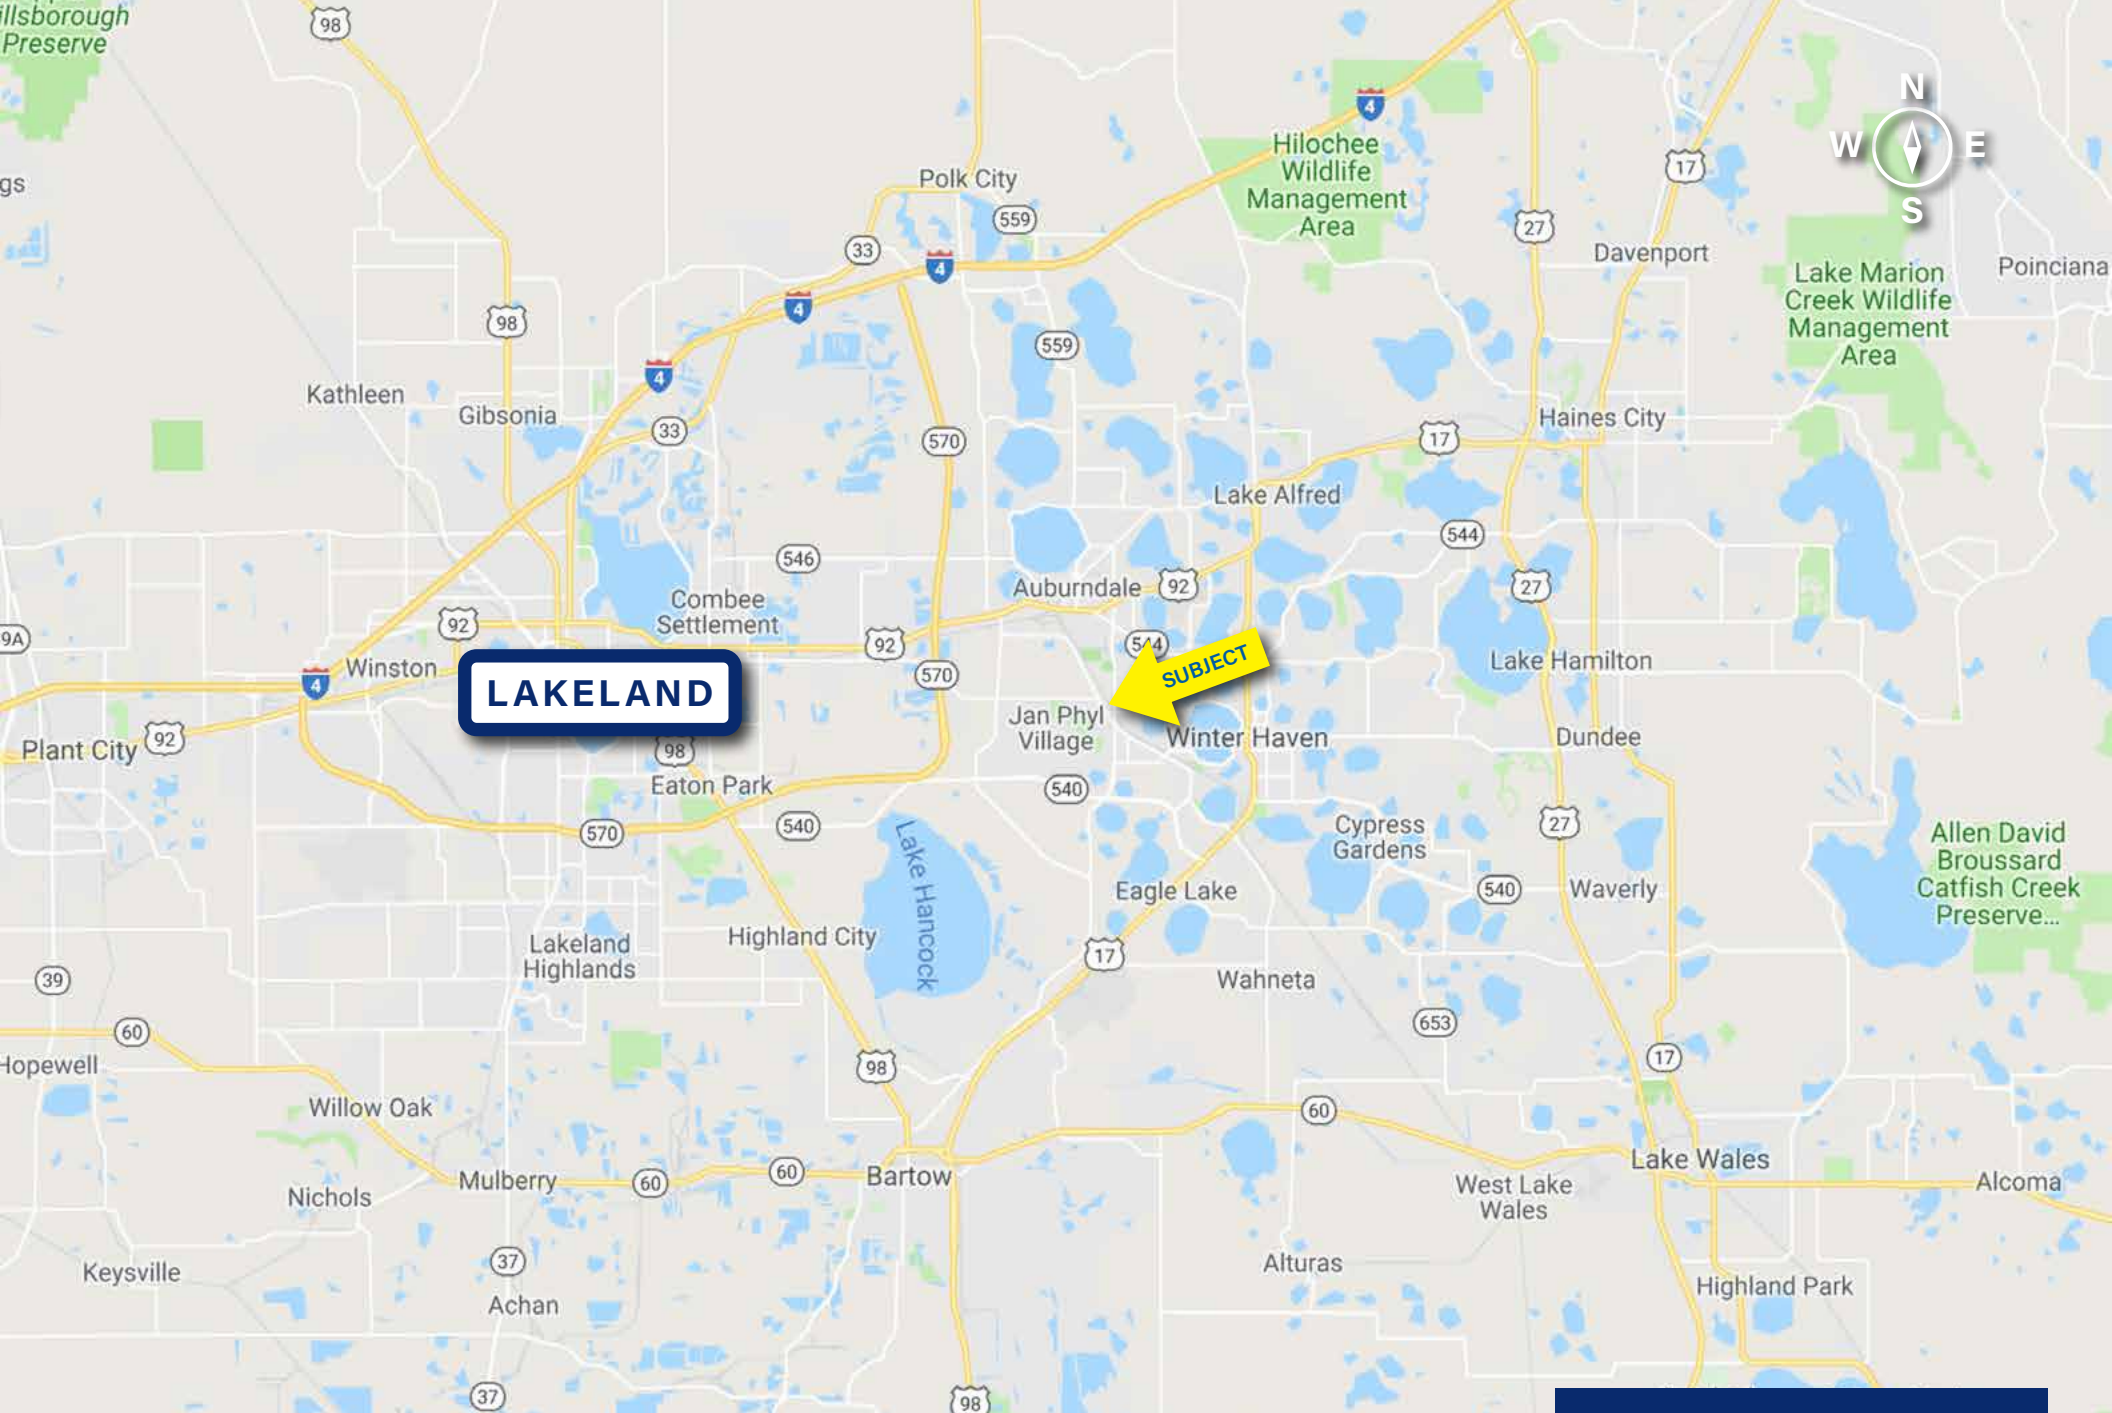 illsborough
Preserve
98
N
W
E
S
4
Hilochee
Wildlife
Management
Area
17
Polk City
559
gs
27
33
4
Davenport
Lake Marion
Creek Wildlife
Management
Area
Poinciana
4
98
559
4
Kathleen
Gibsonia
33
570
17
Haines City
Lake Alfred
544
546
Auburndale
92
27
Combee
Settlement
92
9A
92
544
SUBJECT
Winston
4
LAKELAND
570
Lake Hamilton
Jan Phyl
Village
Winter Haven
Dundee
Plant City
92
98
Eaton Park
540
570
540
Cypress
Gardens
27
Allen David
Broussard
Catfish Creek
Preserve...
Lake Hancock
Eagle Lake
540
Waverly
Highland City
Lakeland
Highlands
17
Wahneta
39
653
60
Hopewell
98
17
Willow Oak
60
Lake Wales
Mulberry
60
60
Bartow
West Lake
Wales
Alcoma
Nichols
37
Keysville
Alturas
Highland Park
Achan
37
98